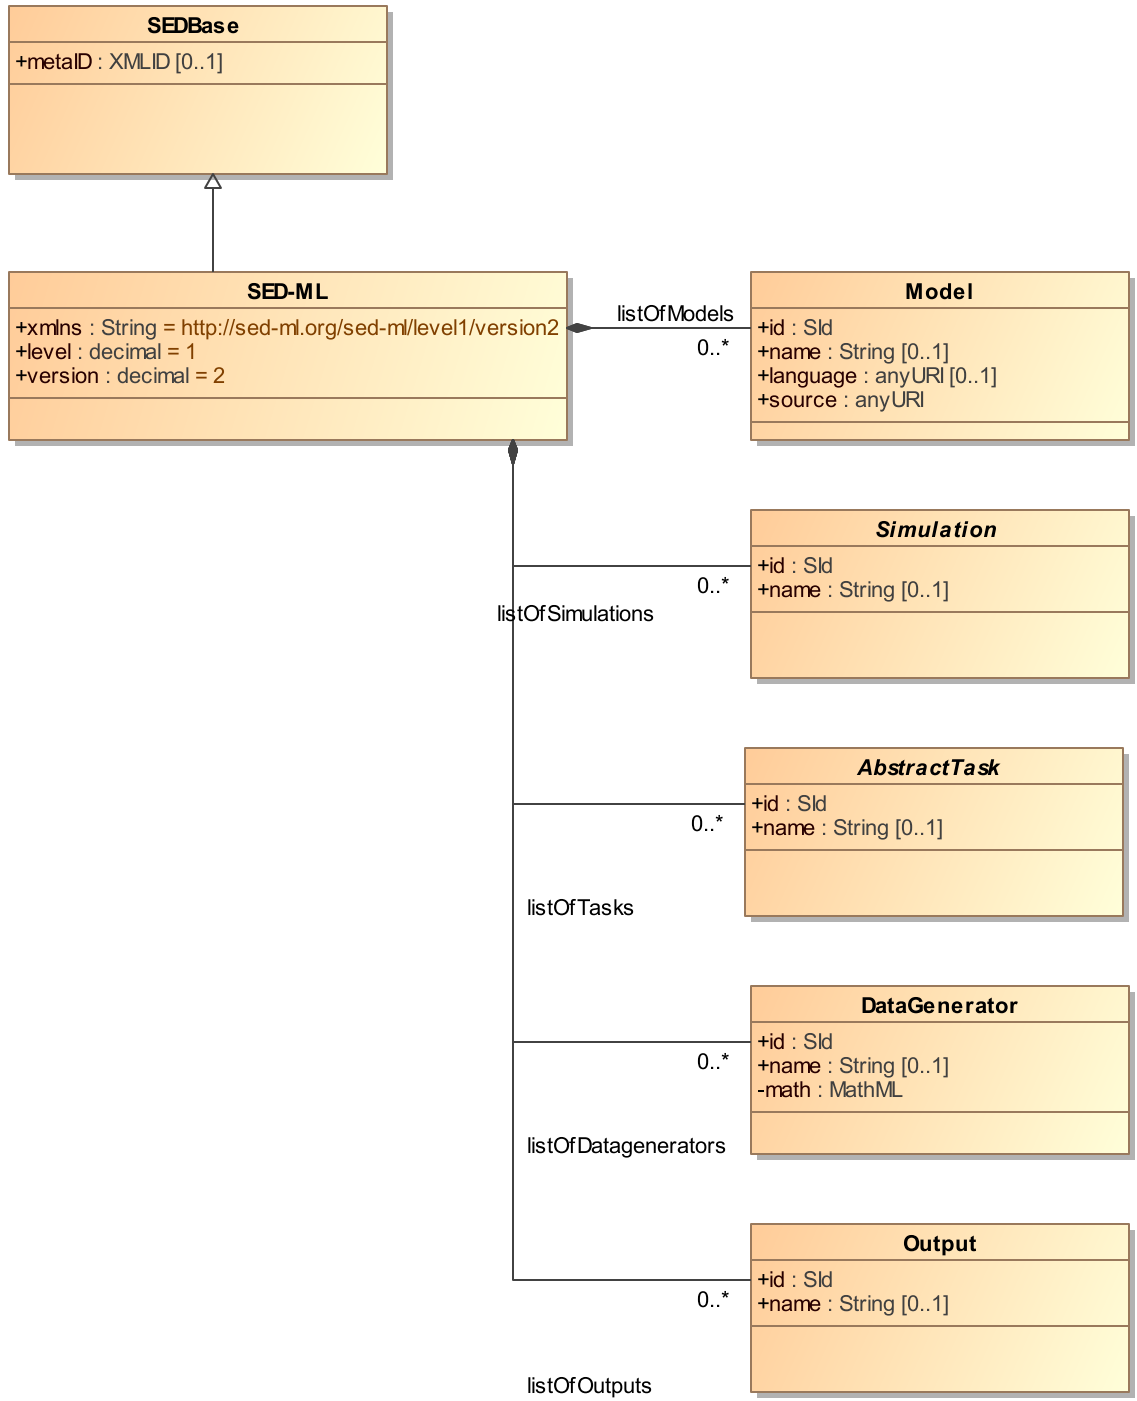 SEDBase
+metaID : XMLID [0..1]
SED-ML
+xmlns : String = http://sed-ml.org/sed-ml/level1/version2
+level : decimal = 1
+version : decimal = 2
listOfModels
0..*
Model
+id : SId
+name : String [0..1]
+language : anyURI [0..1]
+source : anyURI
Simulation
+id : SId
+name : String [0..1]
0..*
listOfSimulations
AbstractTask
+id : SId
+name : String [0..1]
0..*
listOfTasks
DataGenerator
+id : SId
+name : String [0..1]
-math : MathML
0..*
listOfDatagenerators
Output
+id : SId
+name : String [0..1]
0..*
listOfOutputs